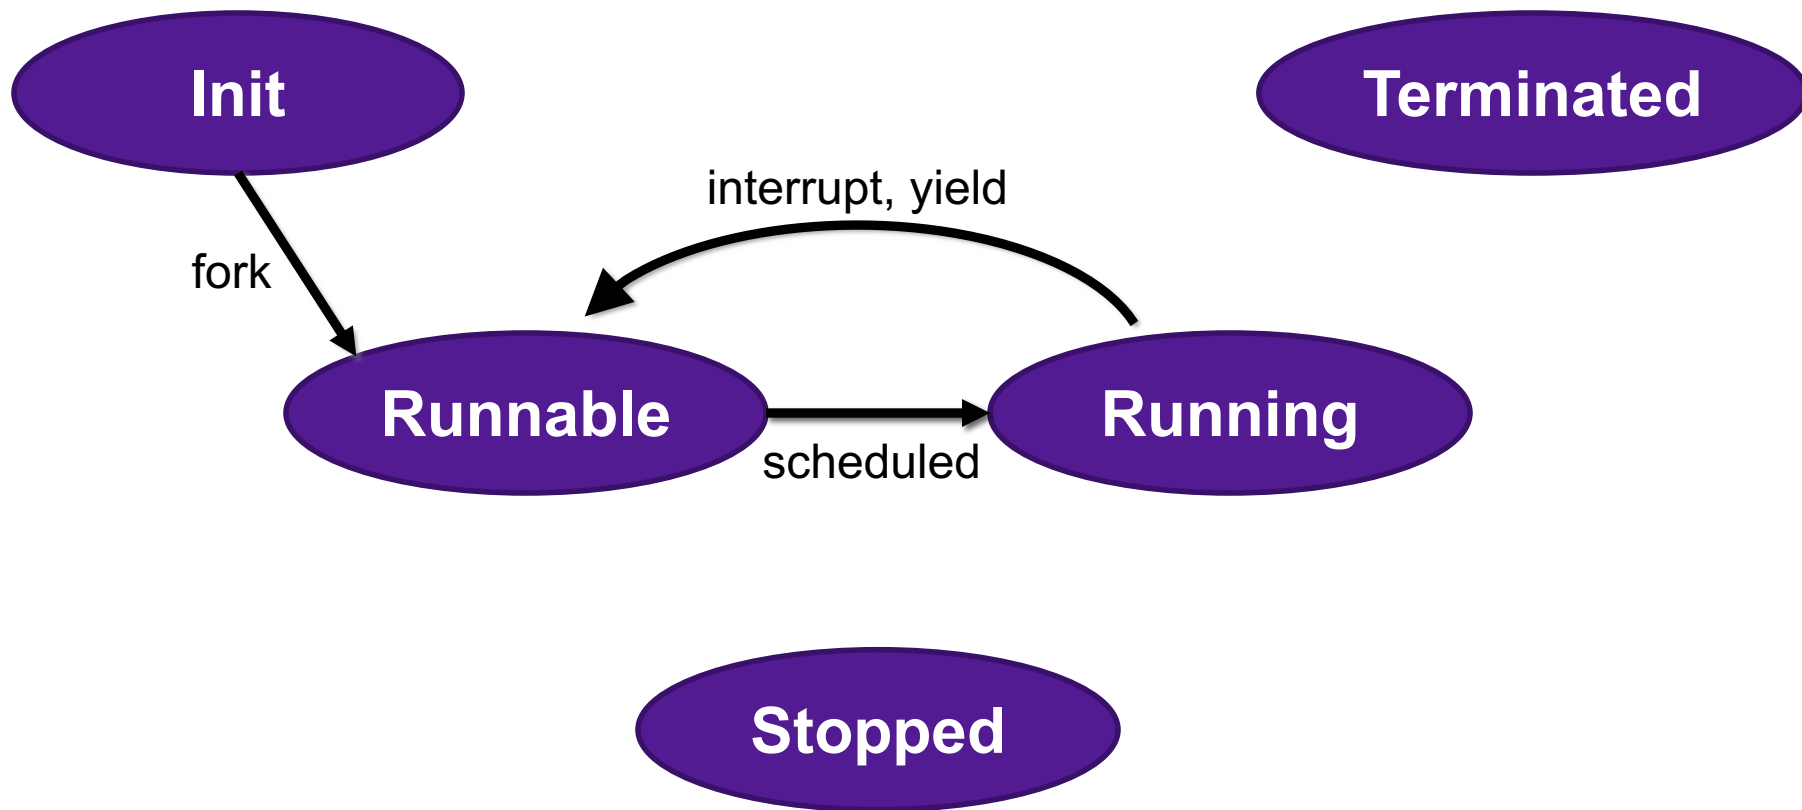 Init
Terminated
interrupt, yield
fork
Runnable
Running
scheduled
Stopped